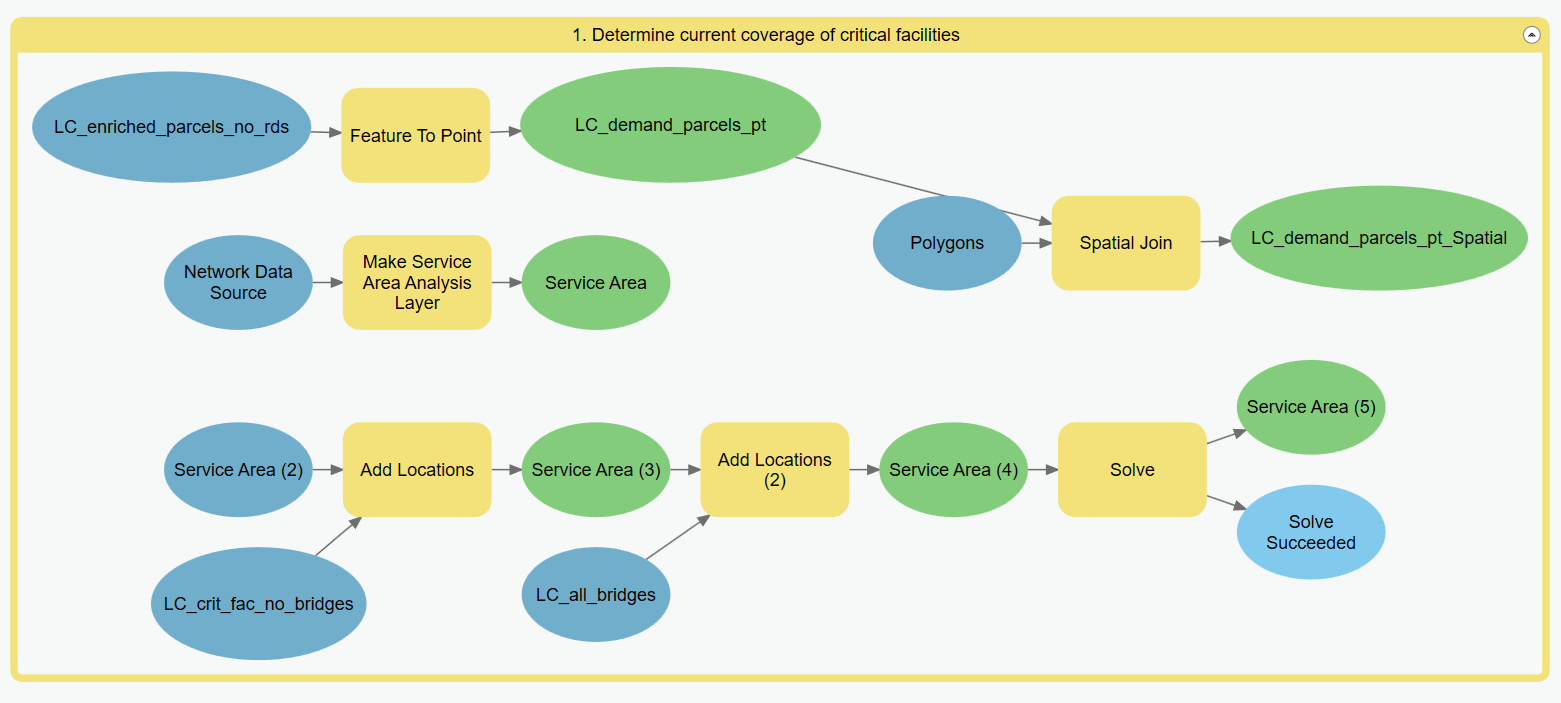 1. Determine current coverage of critical facilities
LC_enriched_parcels_no_rds
Feature To Point
LC_demand_parcels_pt
Polygons
Spatial Join
LC_demand_parcels_pt_Spatial
Network Data
Source
Make Service
Area Analysis
Layer
Service Area
Service Area (2)
Add Locations
Service Area (3)
Add Locations
(2)
Service Area (4)
Solve
Service Area (5)
Solve
Succeeded
LC_crit_fac_no_bridges
LC_all_bridges